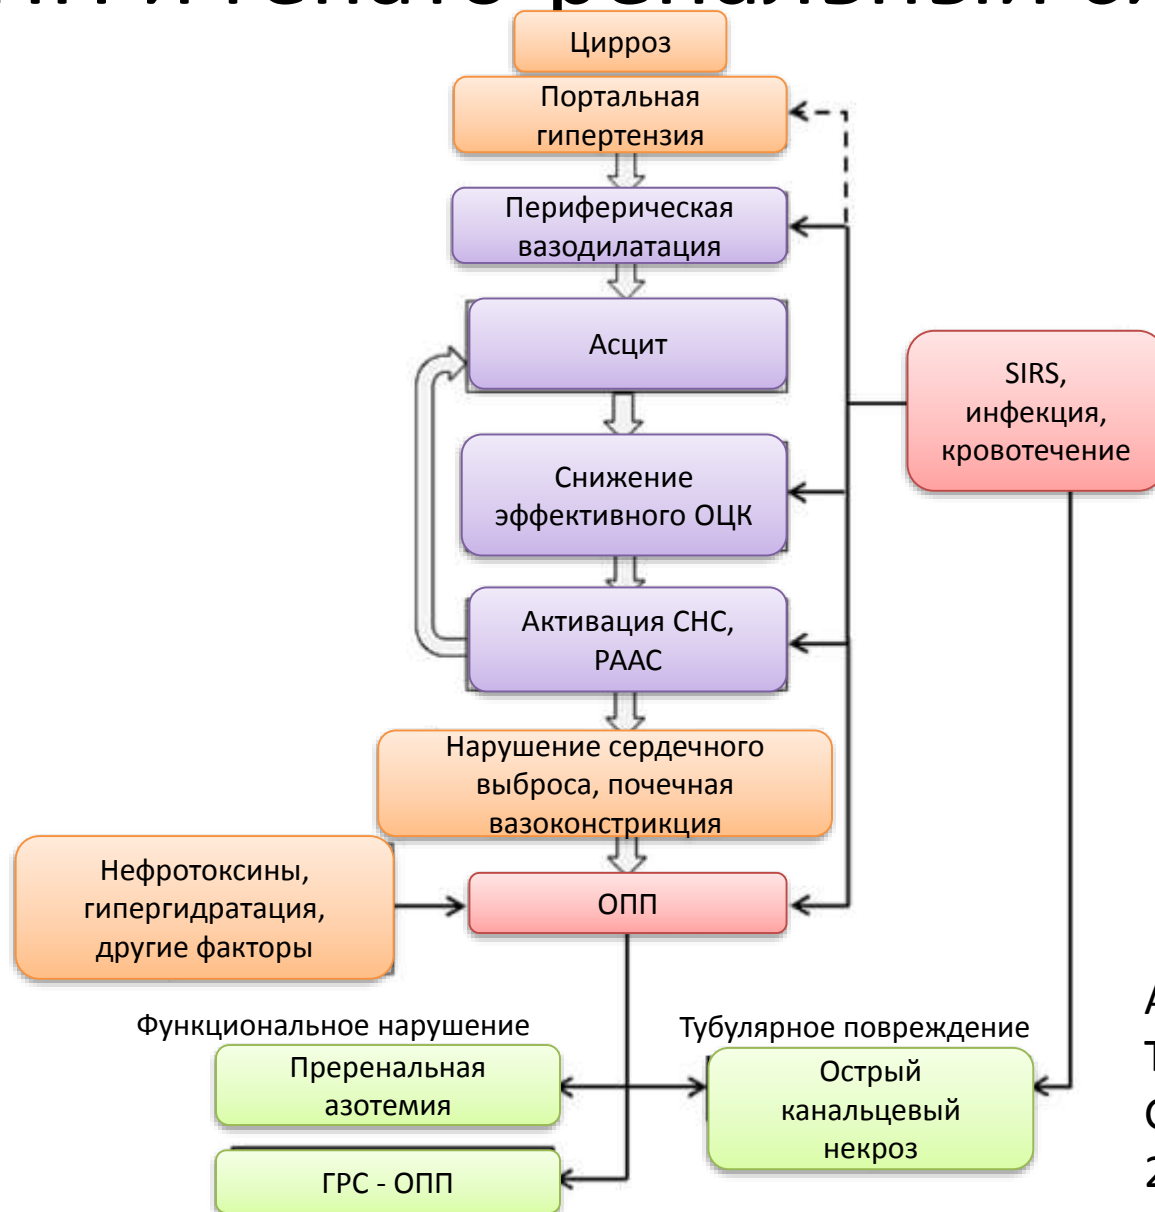 ренальный
Цирроз
Портальная
гипертензия
Периферическая
вазодилатация
Асцит
SIRS,
инфекция,
кровотечение
Снижение
эффективного ОЦК
Активация СНС,
РААС
Нарушение сердечного
выброса, почечная
вазоконстрикция
Нефротоксины,
гипергидратация,
другие факторы
ОПП
Функциональное нарушение
Тубулярное повреждение
Преренальная
азотемия
Острый
канальцевый
некроз
ГРС - ОПП